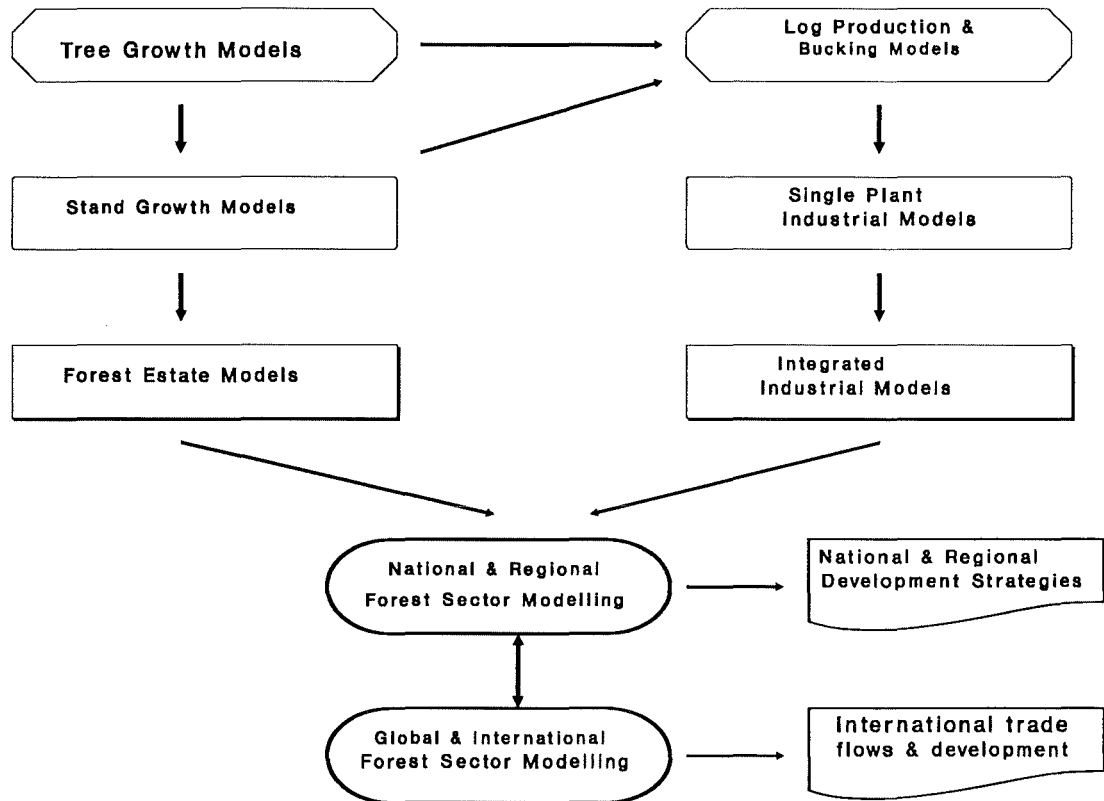 Tree Growth Models
Log Production &
Bucking Models
Stand Growth Models
Single Plant
Industrial Models
Forest Estate Models
Integrated
Industrial Models
National & Regional
Forest Sector Modelling
National & Regional
Development Strategies
Global & International
Forest Sector Modelling
International trade
flows & development